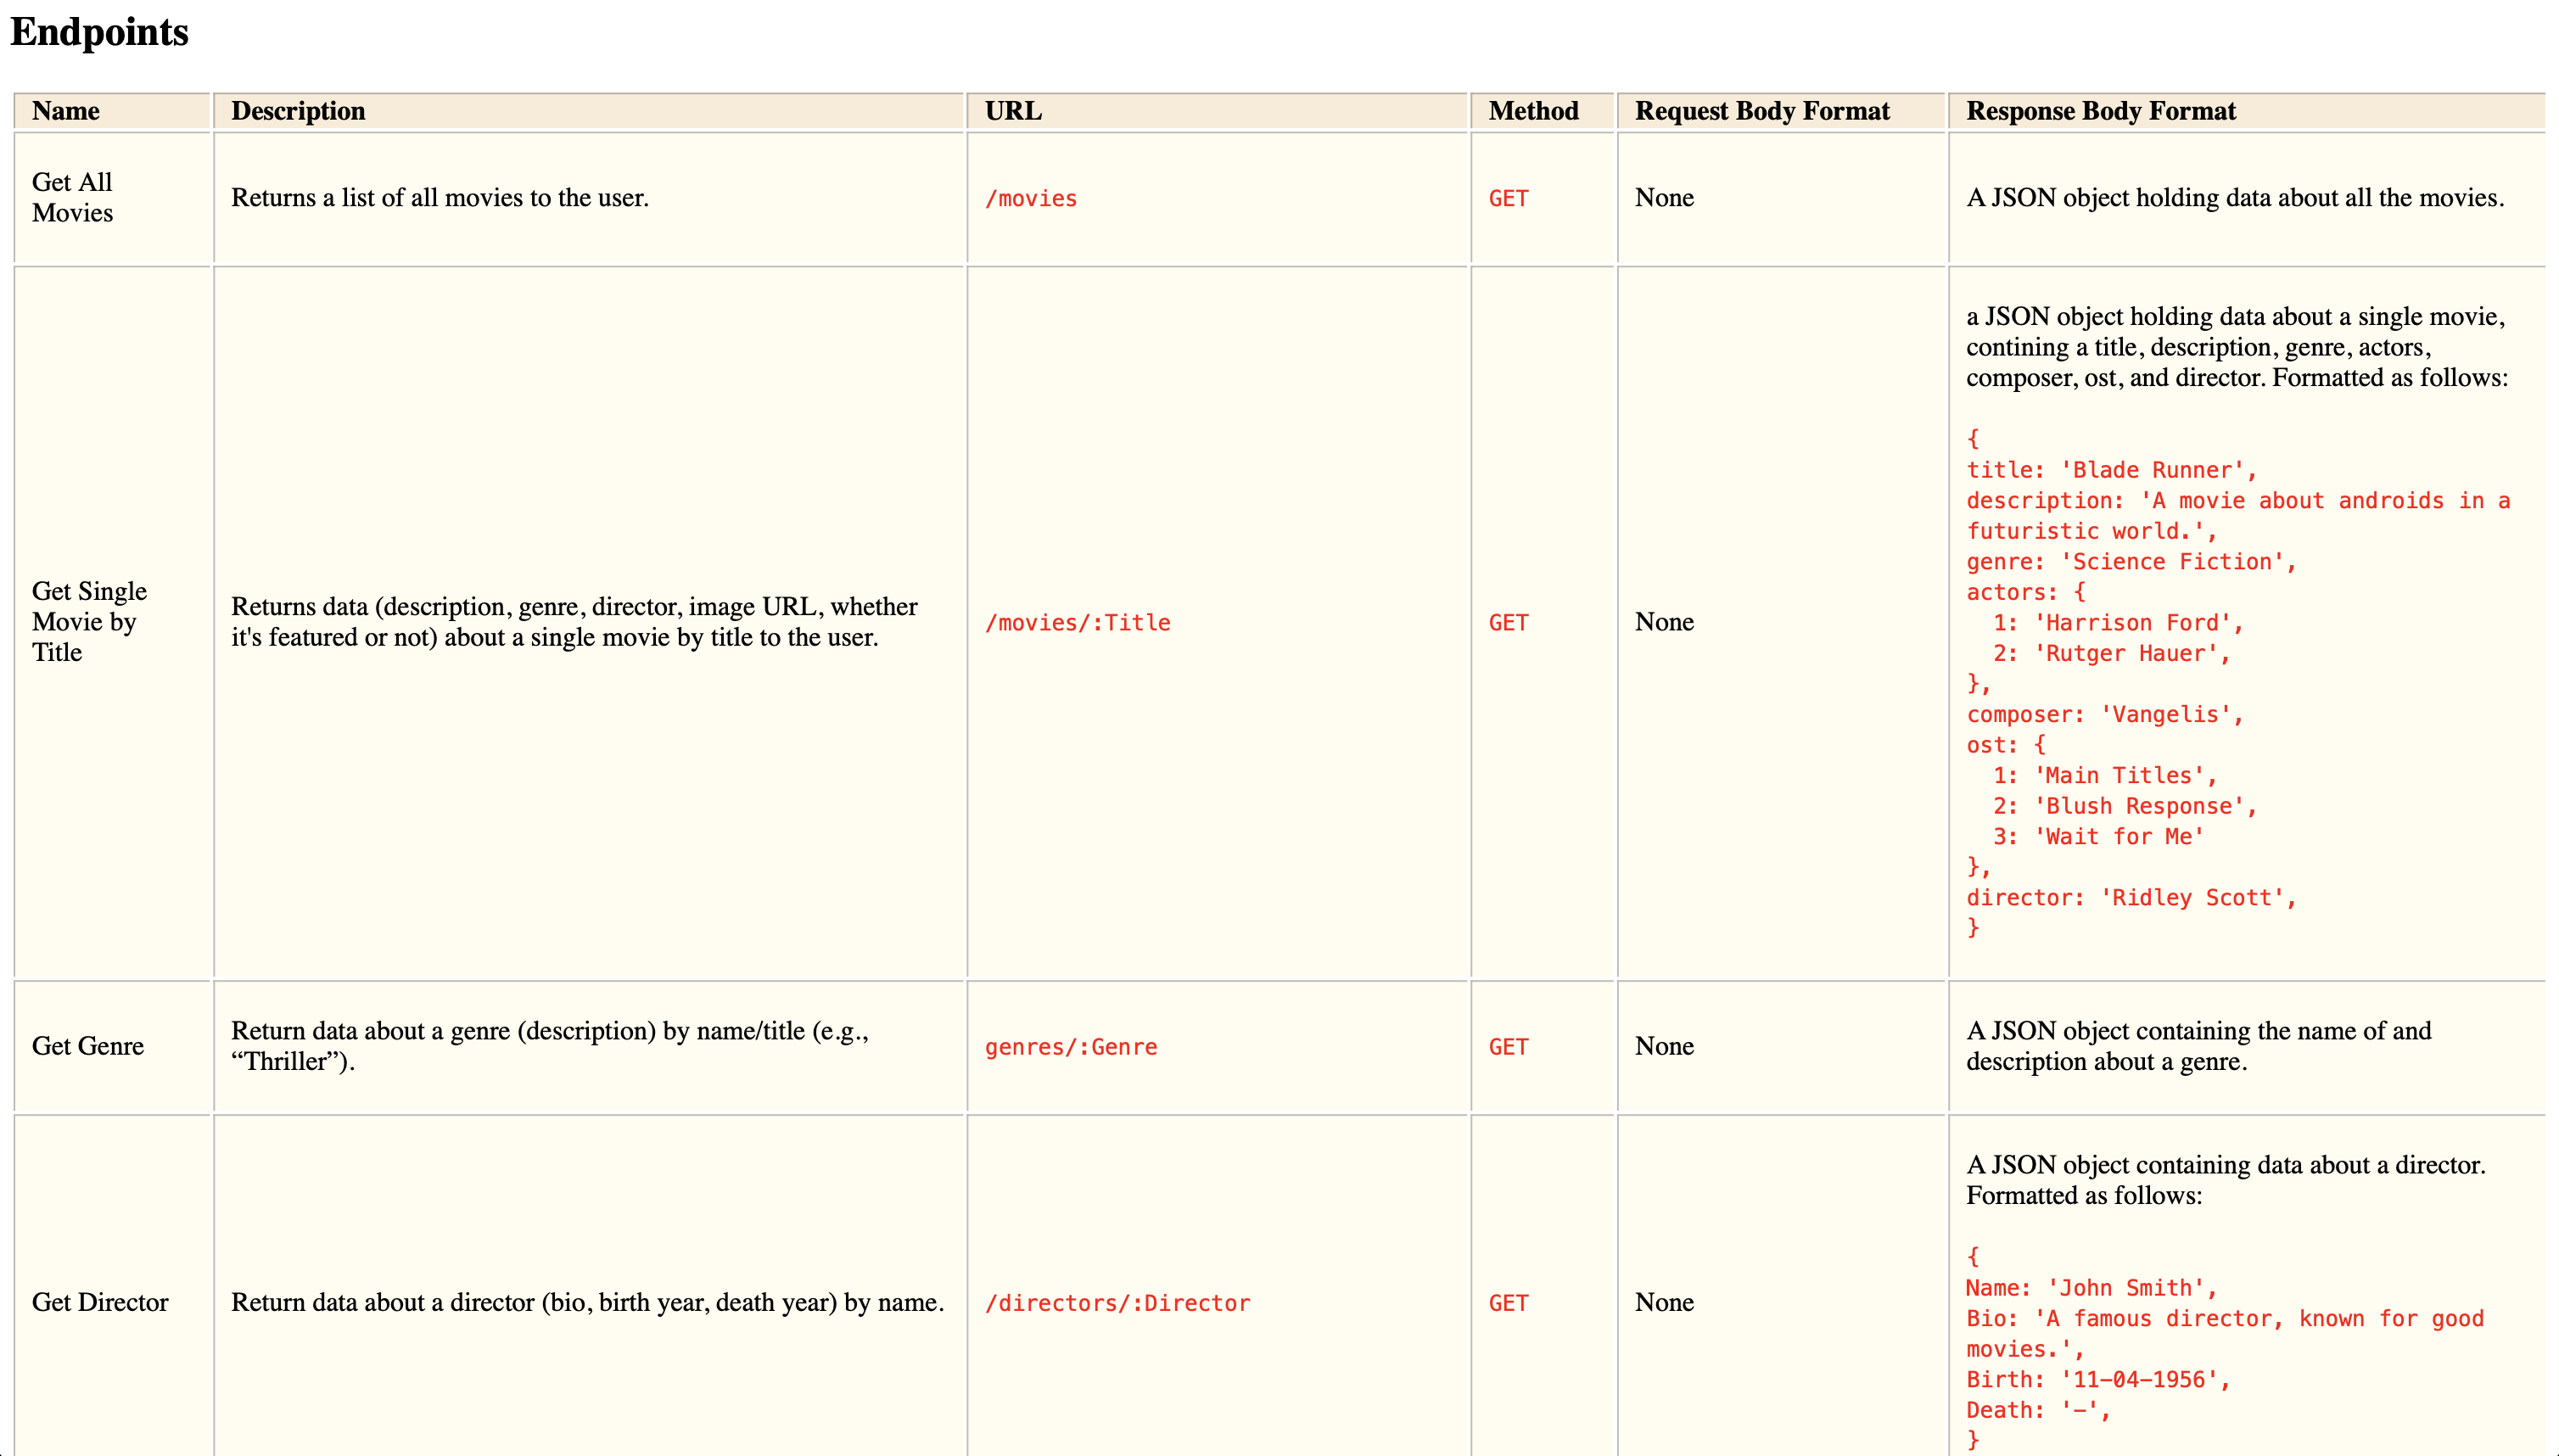 Endpoints
Name Description URL Method Request Body Format Response Body Format
Get All
Movies
Returns a list of all movies to the user.
/movies
GET
None
A JSON object holding data about all the movies.
Get Single
Movie by
Title
Returns data (description, genre, director, image URL, whether
it's featured or not) about a single movie by title to the user.
/movies/:Title
GET
None
a JSON object holding data about a single movie,
contining a title, description, genre, actors,
composer, ost, and director. Formatted as follows:
{
title: 'Blade Runner',
description: 'A movie about androids in a
futuristic world.',
genre: 'Science Fiction',
actors: {
1: 'Harrison Ford',
2: 'Rutger Hauer',
},
composer: 'Vangelis',
ost: {
1: 'Main Titles',
2: 'Blush Response',
3: 'Wait for Me'
},
director: 'Ridley Scott',
}
Get Genre
Return data about a genre (description) by name/title (e.g.,
“Thriller”).
genres/:Genre
GET
None
A JSON object containing the name of and
description about a genre.
Get Director
Return data about a director (bio, birth year, death year) by name.
/directors/:Director
GET
None
A JSON object containing data about a director.
Formatted as follows:
{
Name: 'John Smith',
Bio: 'A famous director, known for good
movies.',
Birth: '11-04-1956',
Death: '-',
}